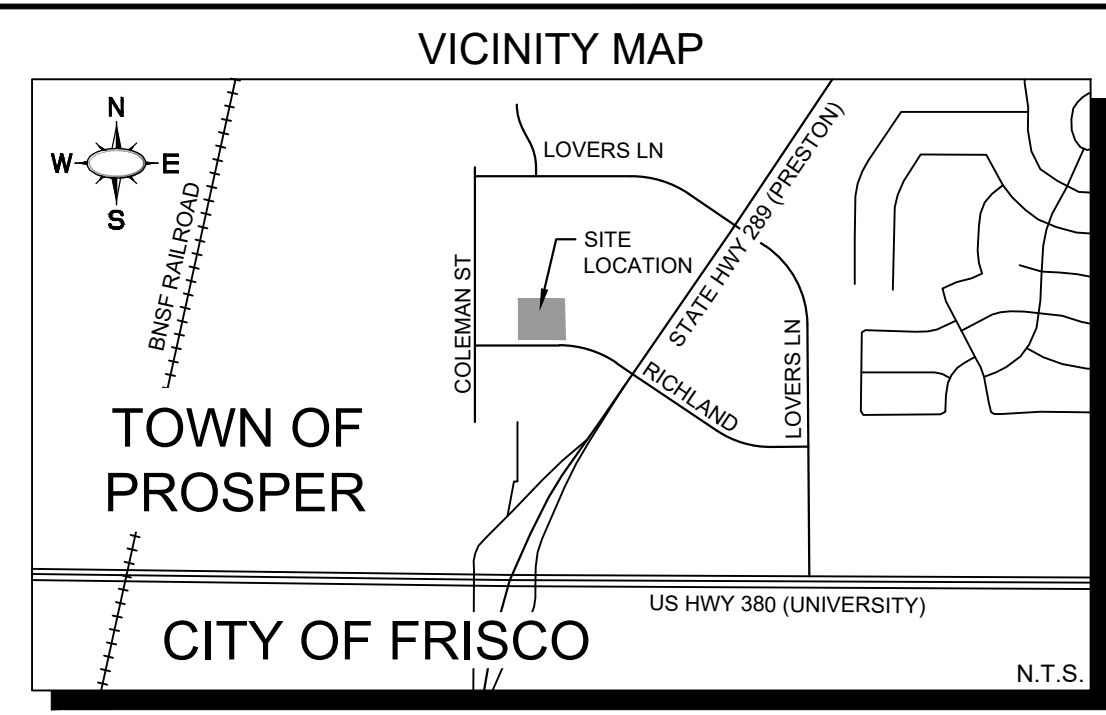 VICINITY MAP
N
W
E
S
BNSF RAILROAD
LOVERS LN
STATE HWY 289 (PRESTON)
SITE
LOCATION
COLEMAN ST
RICHLAND
LOVERS LN
TOWN OF
PROSPER
US HWY 380 (UNIVERSITY)
CITY OF FRISCO
N.T.S.